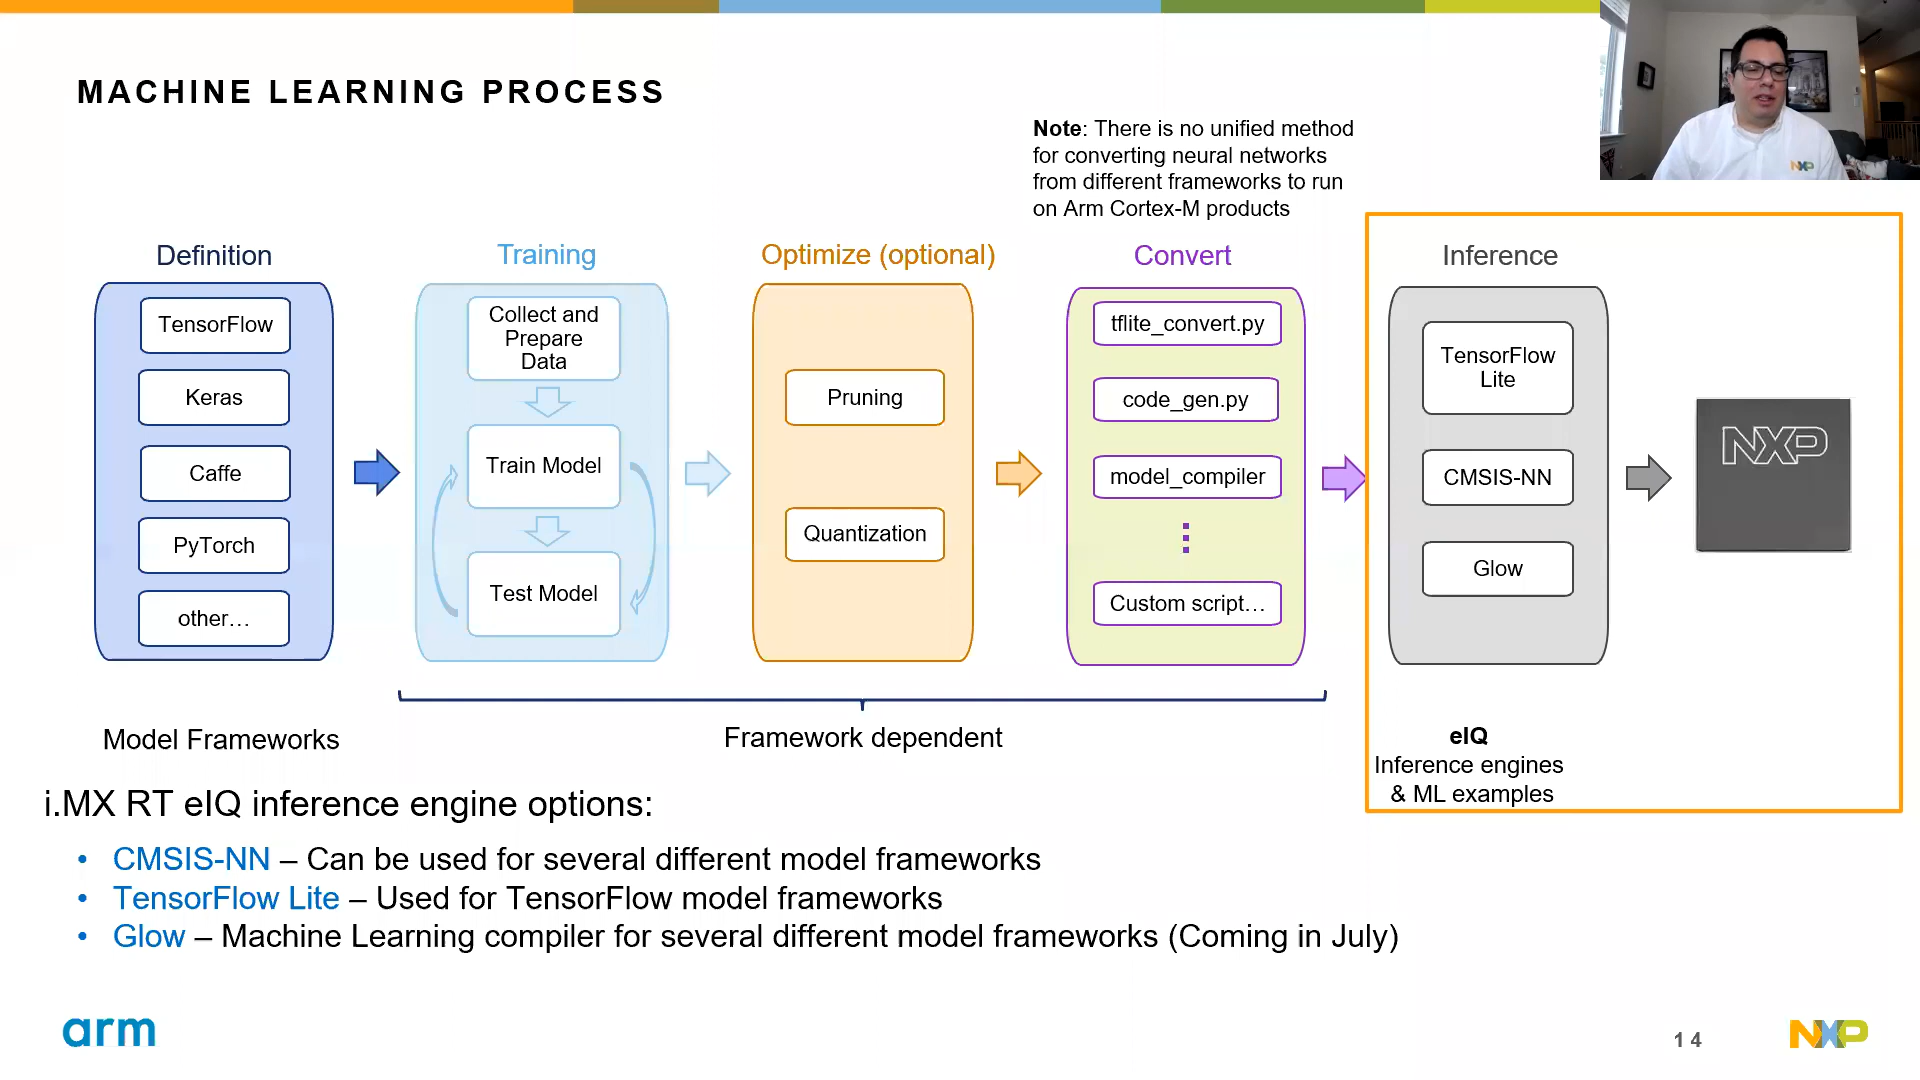 MACHINE LEARNING PROCESS
Note: There is no unified method
for converting neural networks
from different frameworks to run
on Arm Cortex-M products
NXP
Definition
TensorFlow
Keras
Caffe
PyTorch
other…
Training
Collect and
Prepare
Data
Train Model
Test Model
Optimize (optional)
Pruning
Quantization
Convert
tflite_convert.py
code_gen.py
model_compiler
Custom script…
Inference
TensorFlow
Lite
CMSIS-NN
Glow
NXP
Model Frameworks
Framework dependent
eIQ
Inference engines
& ML examples
i.MX RT eIQ inference engine options:
• CMSIS-NN – Can be used for several different model frameworks
• TensorFlow Lite – Used for TensorFlow model frameworks
• Glow – Machine Learning compiler for several different model frameworks (Coming in July)
arm
14
NXP